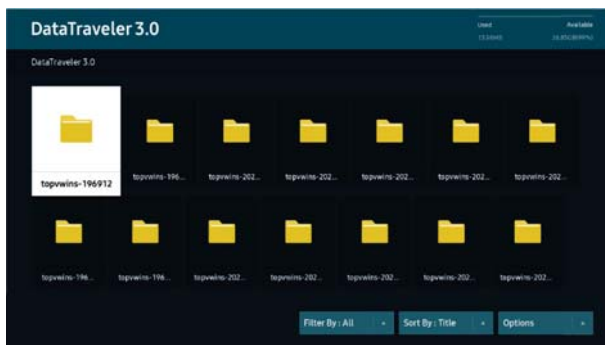 DataTraveler 3.0
Used
Available
DataTraveler 3.0
topvwins-196912
topvwins-196...
topvwins-202...
topvwins-202...
topvwins-202...
topvwins-202...
topvwins-202...
topvwins-196...
topvwins-196...
topvwins-202...
topvwins-202...
topvwins-202...
topvwins-202...
topvwins-202...
Filter By : All
Sort By : Title
Options